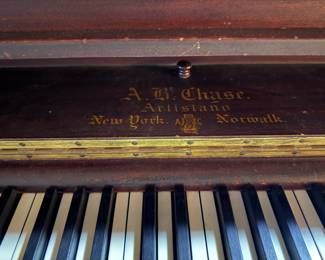 A. B. Chase.
Artistano
New York. Norwalk.